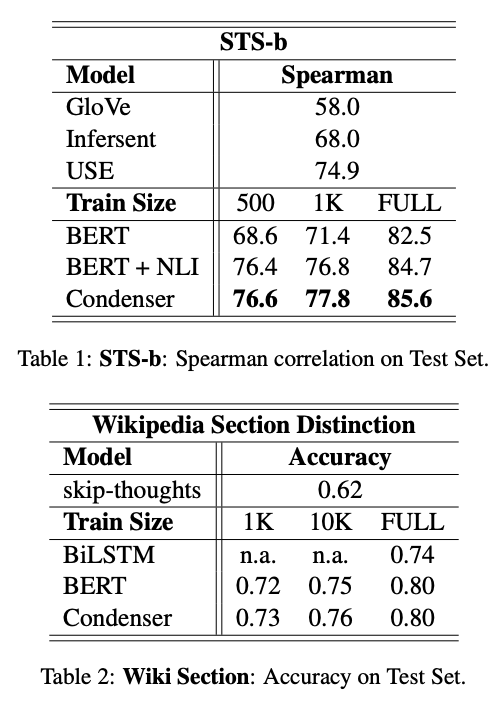 STS-b
Model Spearman
GloVe 58.0
Infersent 68.0
USE 74.9
Train Size 500 1K FULL
BERT 68.6 71.4 82.5
BERT + NLI 76.4 76.8 84.7
Condenser 76.6 77.8 85.6
Table 1: STS-b: Spearman correlation on Test Set.
Wikipedia Section Distinction
Model Accuracy
skip-thoughts 0.62
Train Size 1K 10K FULL
BiLSTM n.a. n.a. 0.74
BERT 0.72 0.75 0.80
Condenser 0.73 0.76 0.80
Table 2: Wiki Section: Accuracy on Test Set.